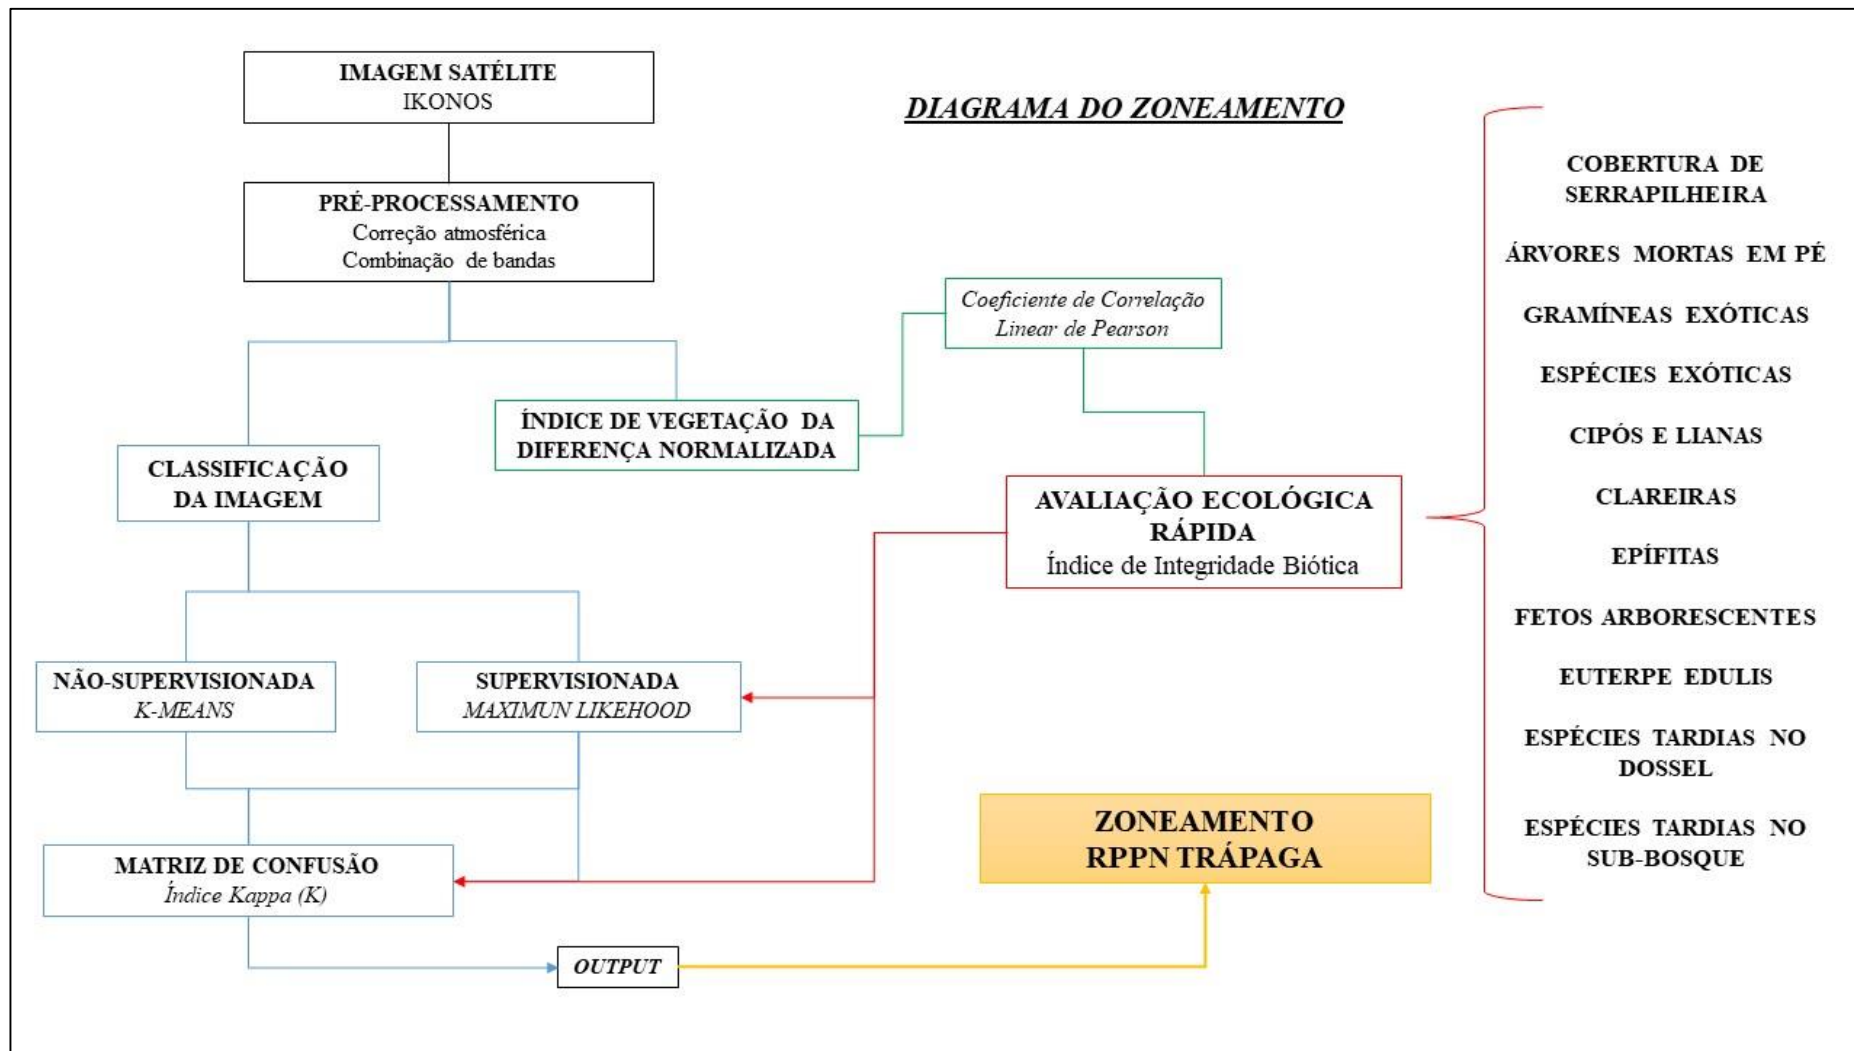 IMAGEM SATÉLITE
IKONOS
DIAGRAMA DO ZONEAMENTO
PRÉ-PROCESSAMENTO
Correção atmosférica
Combinação de bandas
Coeficiente de Correlação
Linear de Pearson
ÍNDICE DE VEGETAÇÃO DA
DIFERENÇA NORMALIZADA
CLASSIFICAÇÃO
DA IMAGEM
AVALIAÇÃO ECOLÓGICA
RÁPIDA
Índice de Integridade Biótica
NÃO-SUPERVISIONADA
K-MEANS
SUPERVISIONADA
MAXIMUN LIKEHOOD
MATRIZ DE CONFUSÃO
Índice Kappa (K)
OUTPUT
ZONEAMENTO
RPPN TRÁPAGA
COBERTURA DE
SERRAPILHEIRA
ÁRVORES MORTAS EM PÉ
GRAMÍNEAS EXÓTICAS
ESPÉCIES EXÓTICAS
CIPÓS E LIANAS
CLAREIRAS
EPÍFITAS
FETOS ARBORESCENTES
EUTERPE EDULIS
ESPÉCIES TARDIAS NO
DOSSEL
ESPÉCIES TARDIAS NO
SUB-BOSQUE